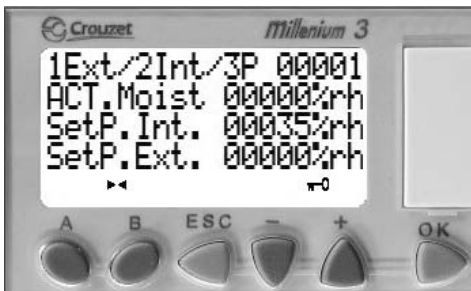 Crouzet Millenium 3
1Ext/2Int/3P 00001
ACT.Moist 00000%rh
SetP.Int. 00035%rh
SetP.Ext. 00000%rh
A B ESC - + OK